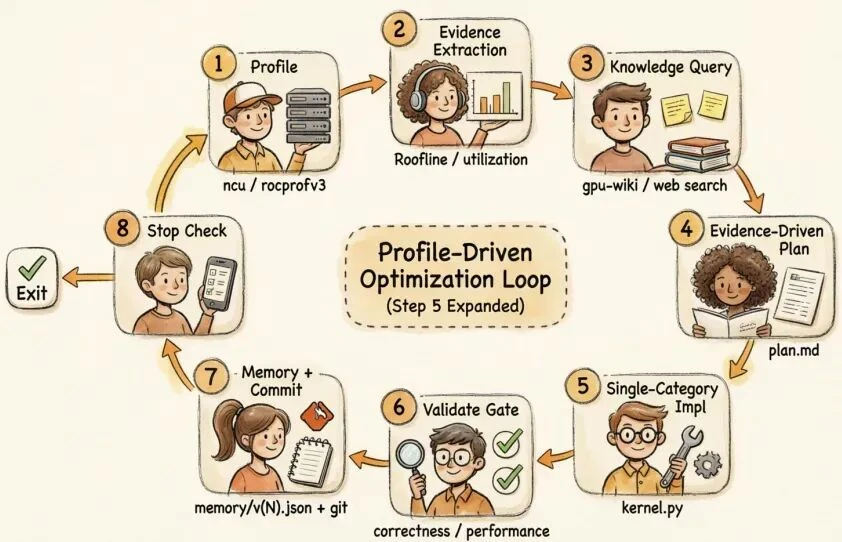 1
Profile
ncu / rocprofv3
2
Evidence
Extraction
Roofline / utilization
3
Knowledge Query
gpu-wiki / web search
4
Evidence-Driven
Plan
plan.md
5
Single-Category
Impl
kernel.py
6
Validate Gate
correctness / performance
7
Memory +
Commit
memory/v(N).json + git
8
Stop Check
Exit
Profile-Driven
Optimization Loop
(Step 5 Expanded)